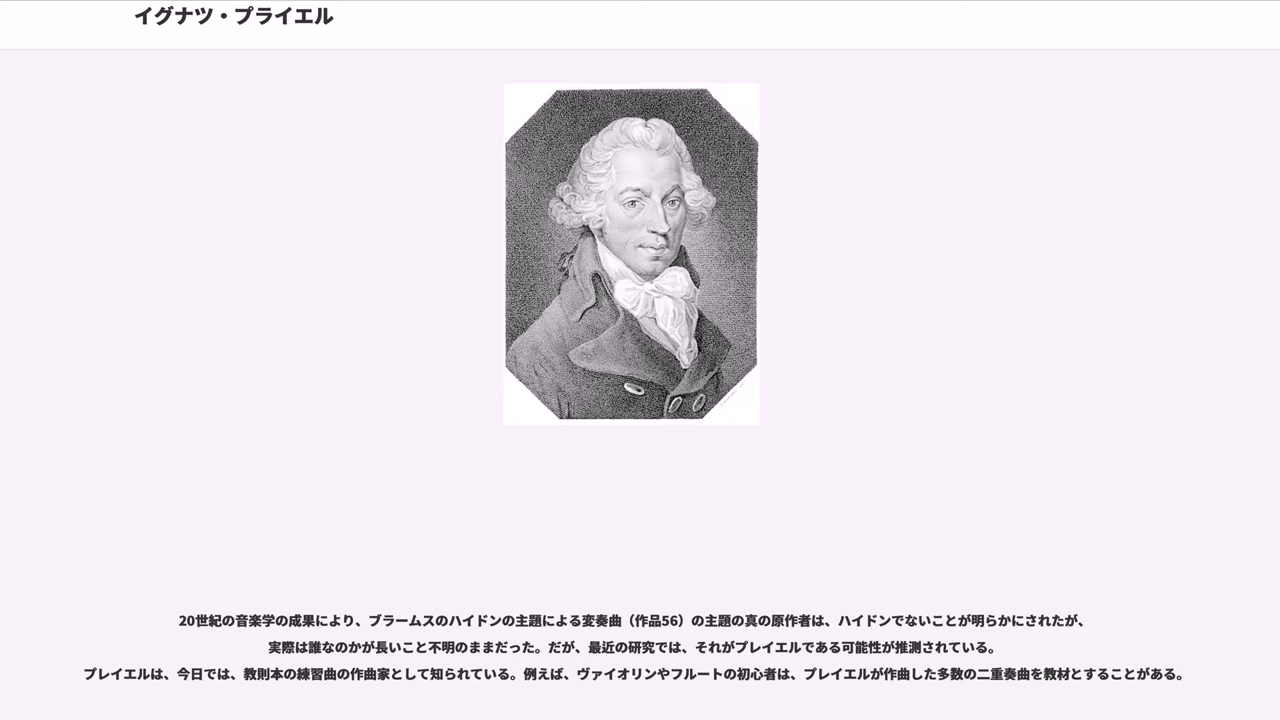 イグナツ・プライエル
20世紀の音楽学の成果により、ブラームスのハイドンの主題による変奏曲（作品56）の主題の真の原作者は、ハイドンでないことが明らかにされたが、
実際は誰なのかが長いこと不明のままだった。だが、最近の研究では、それがプレイエルである可能性が推測されている。
プレイエルは、今日では、教則本の練習曲の作曲家として知られている。例えば、ヴァイオリンやフルートの初心者は、プレイエルが作曲した多数の二重奏曲を教材とすることがある。